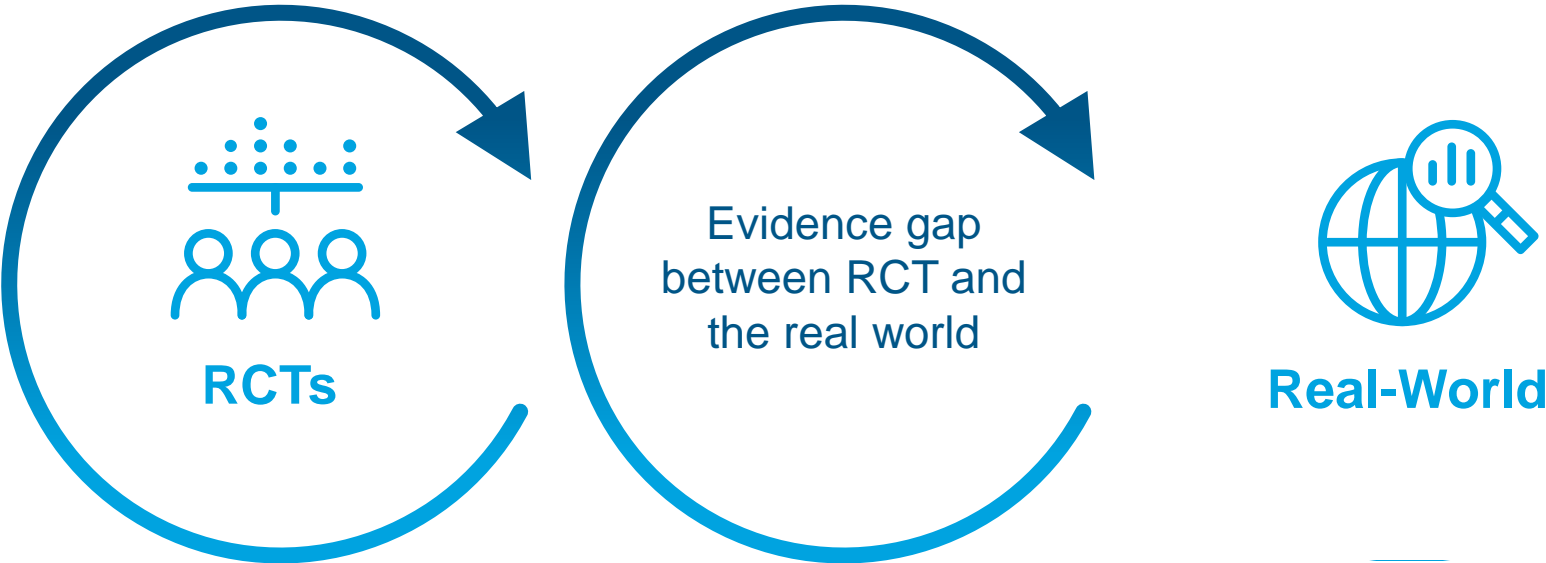 RCTs
Evidence gap
between RCT and
the real world
Real-World